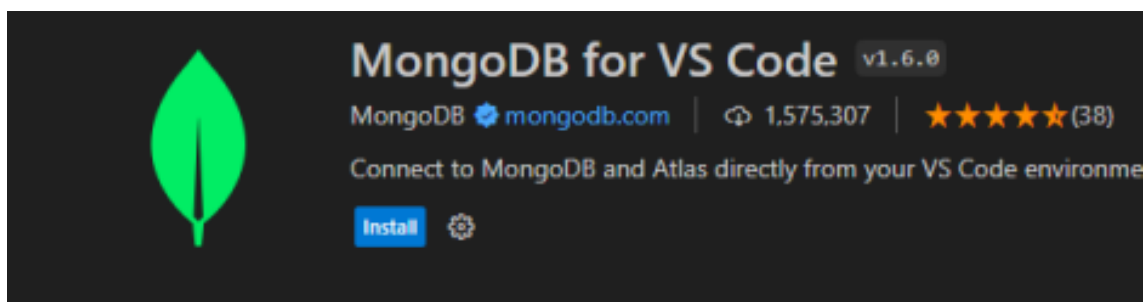 MongoDB for VS Code v1.6.0
MongoDB mongodb.com | 1,575,307 | ★★★★★(38)
Connect to MongoDB and Atlas directly from your VS Code environme
Install